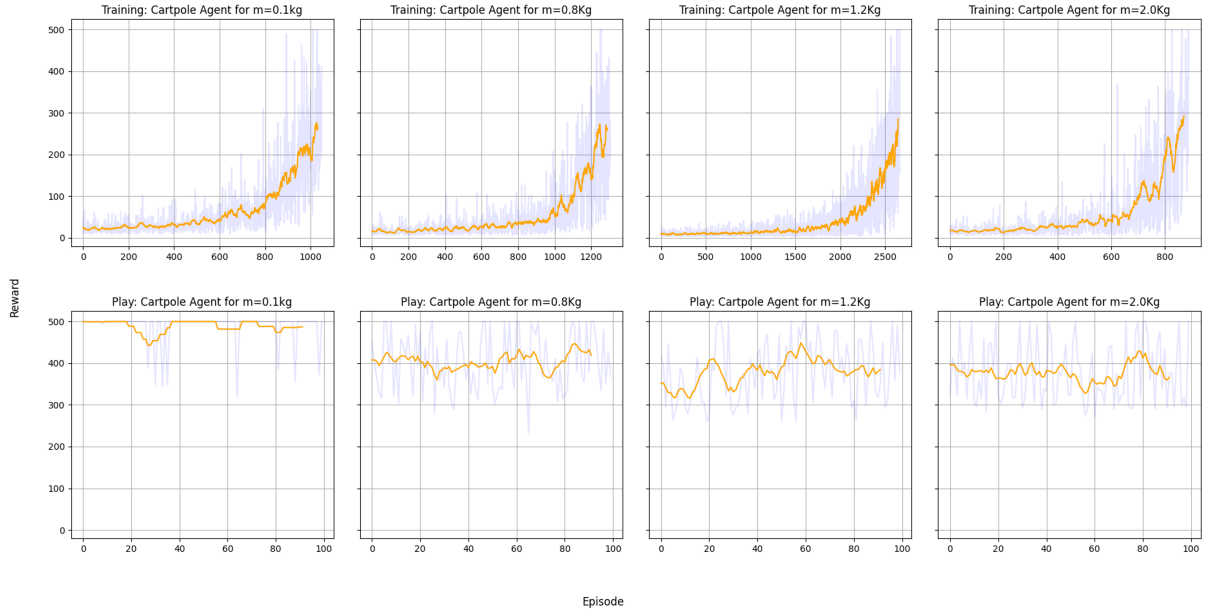 Training: Cartpole Agent for m=0.1kg
Training: Cartpole Agent for m=0.8Kg
Training: Cartpole Agent for m=1.2Kg
Training: Cartpole Agent for m=2.0Kg
500
400
300
200
100
0
0 200 400 600 800 1000
0 200 400 600 800 1000 1200
0 500 1000 1500 2000 2500
0 200 400 600 800
Reward
Play: Cartpole Agent for m=0.1kg
Play: Cartpole Agent for m=0.8Kg
Play: Cartpole Agent for m=1.2Kg
Play: Cartpole Agent for m=2.0Kg
500
400
300
200
100
0
0 20 40 60 80 100
0 20 40 60 80 100
0 20 40 60 80 100
0 20 40 60 80 100
Episode